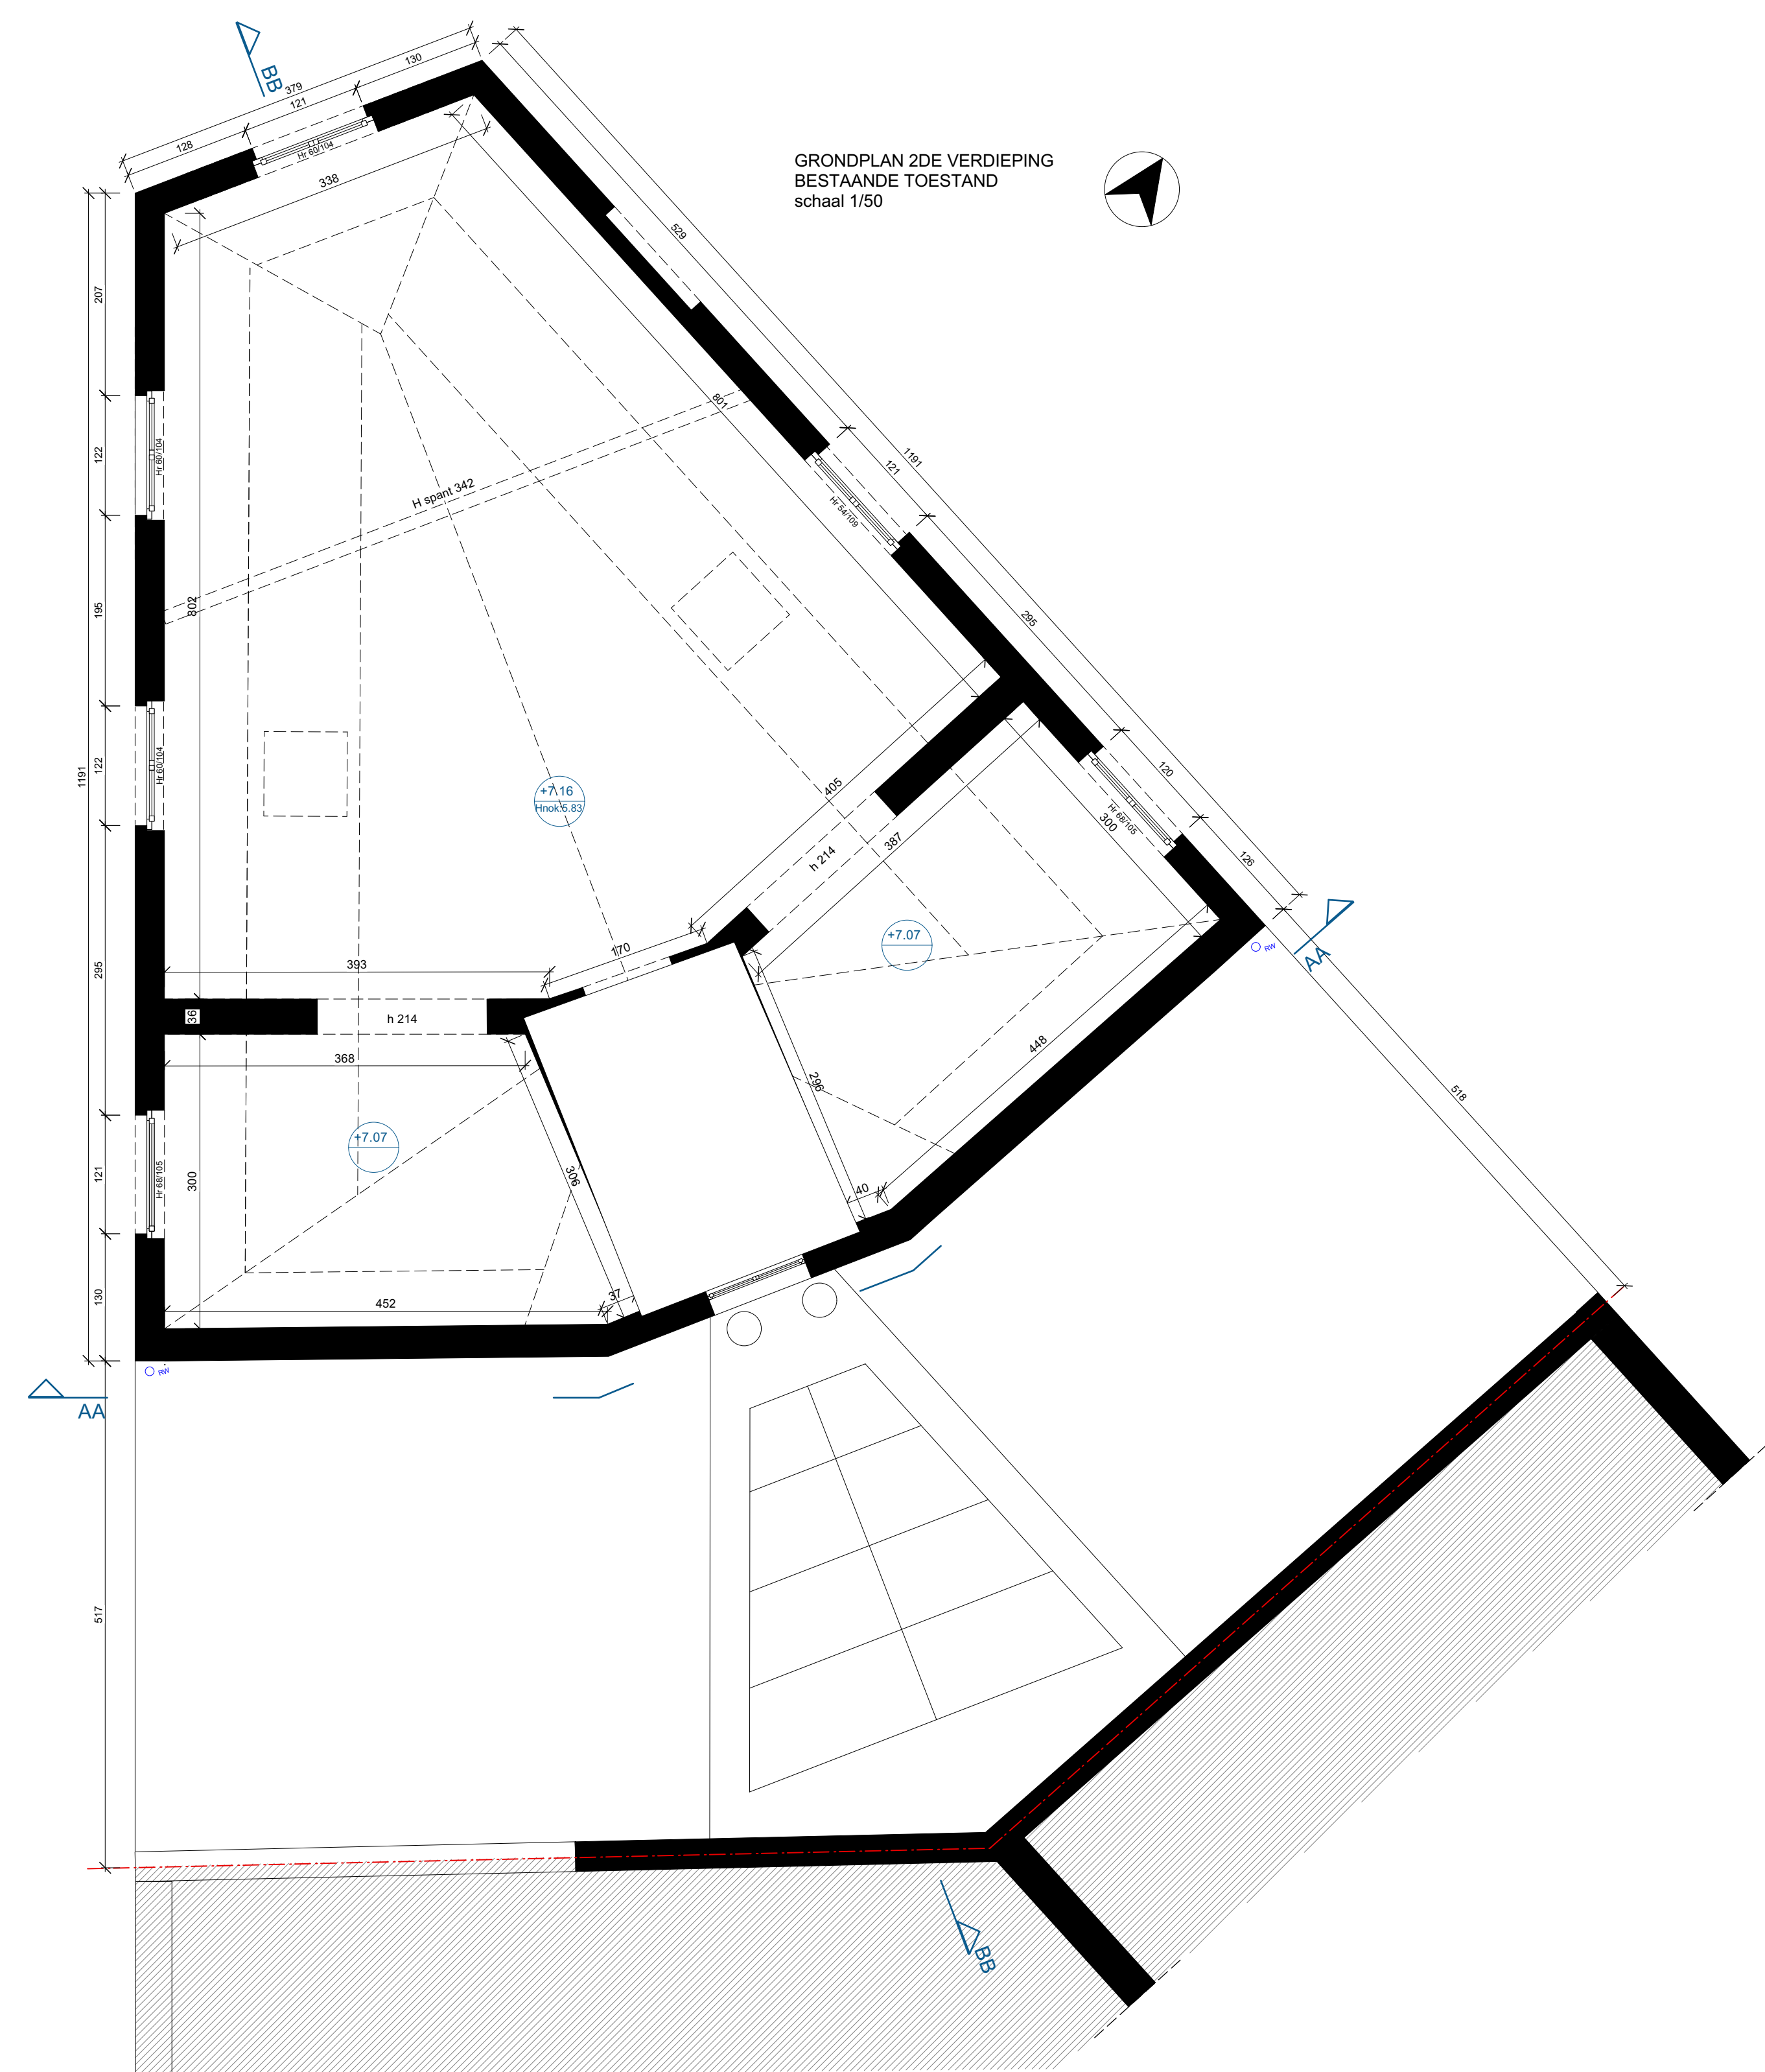 GRONDPLAN 2DE VERDIEPING
BESTAANDE TOESTAND
schaal 1/50
BB
379
130
121
128
Hr 60/104
338
207
122
Hr 60/104
195
122
Hr 60/104
1191
295
121
Hr 68/105
130
517
802
36
300
H spant 342
529
801
1191
121
Hr 54/109
295
120
Hr 68/105
126
518
+7.16
Hnok:5.83
405
h 214
387
300
+7.07
448
296
40
170
393
h 214
368
+7.07
306
452
37
RW
RW
AA
AA
BB